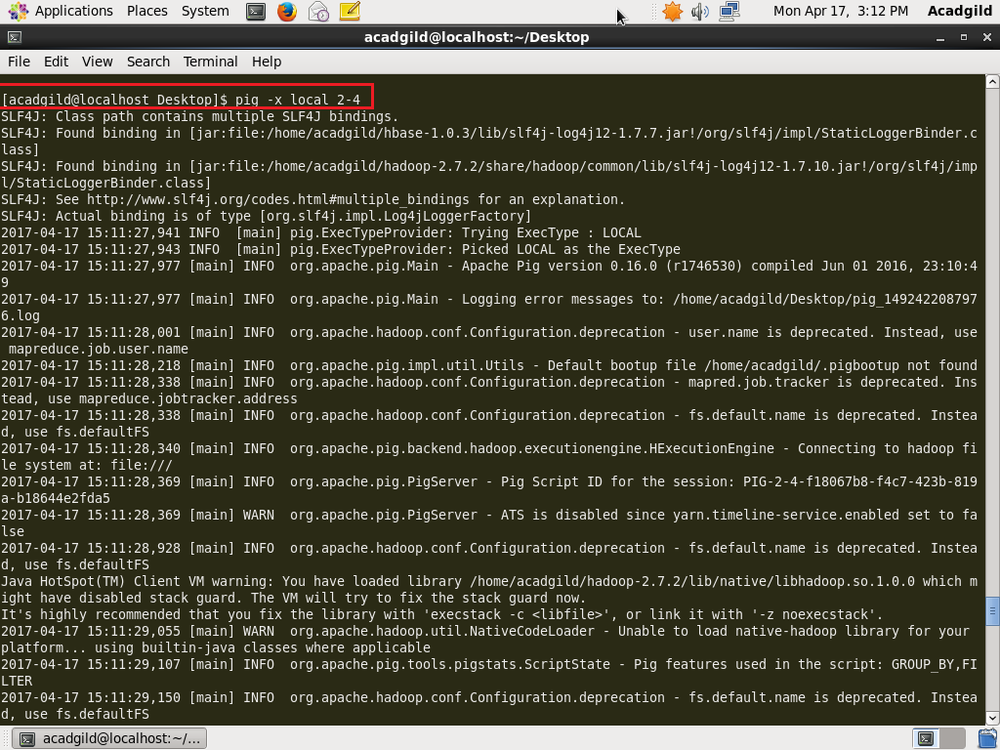 Applications Places System Mon Apr 17, 3:12 PM Acadgild
acadgild@localhost:~/Desktop
File Edit View Search Terminal Help
[acadgild@localhost Desktop]$ pig -x local 2-4
SLF4J: Class path contains multiple SLF4J bindings.
SLF4J: Found binding in [jar:file:/home/acadgild/hbase-1.0.3/lib/slf4j-log4j12-1.7.7.jar!/org/slf4j/impl/StaticLoggerBinder.c
lass]
SLF4J: Found binding in [jar:file:/home/acadgild/hadoop-2.7.2/share/hadoop/common/lib/slf4j-log4j12-1.7.10.jar!/org/slf4j/imp
l/StaticLoggerBinder.class]
SLF4J: See http://www.slf4j.org/codes.html#multiple_bindings for an explanation.
SLF4J: Actual binding is of type [org.slf4j.impl.Log4jLoggerFactory]
2017-04-17 15:11:27,941 INFO  [main] pig.ExecTypeProvider: Trying ExecType : LOCAL
2017-04-17 15:11:27,943 INFO  [main] pig.ExecTypeProvider: Picked LOCAL as the ExecType
2017-04-17 15:11:27,977 [main] INFO  org.apache.pig.Main - Apache Pig version 0.16.0 (r1746530) compiled Jun 01 2016, 23:10:4
9
2017-04-17 15:11:27,977 [main] INFO  org.apache.pig.Main - Logging error messages to: /home/acadgild/Desktop/pig_149242208797
6.log
2017-04-17 15:11:28,001 [main] INFO  org.apache.hadoop.conf.Configuration.deprecation - user.name is deprecated. Instead, use
 mapreduce.job.user.name
2017-04-17 15:11:28,218 [main] INFO  org.apache.pig.impl.util.Utils - Default bootup file /home/acadgild/.pigbootup not found
2017-04-17 15:11:28,338 [main] INFO  org.apache.hadoop.conf.Configuration.deprecation - mapred.job.tracker is deprecated. Ins
tead, use mapreduce.jobtracker.address
2017-04-17 15:11:28,338 [main] INFO  org.apache.hadoop.conf.Configuration.deprecation - fs.default.name is deprecated. Instea
d, use fs.defaultFS
2017-04-17 15:11:28,340 [main] INFO  org.apache.pig.backend.hadoop.executionengine.HExecutionEngine - Connecting to hadoop fi
le system at: file:///
2017-04-17 15:11:28,369 [main] INFO  org.apache.pig.PigServer - Pig Script ID for the session: PIG-2-4-f18067b8-f4c7-423b-819
a-b18644e2fda5
2017-04-17 15:11:28,369 [main] WARN  org.apache.pig.PigServer - ATS is disabled since yarn.timeline-service.enabled set to fa
lse
2017-04-17 15:11:28,928 [main] INFO  org.apache.hadoop.conf.Configuration.deprecation - fs.default.name is deprecated. Instea
d, use fs.defaultFS
Java HotSpot(TM) Client VM warning: You have loaded library /home/acadgild/hadoop-2.7.2/lib/native/libhadoop.so.1.0.0 which m
ight have disabled stack guard. The VM will try to fix the stack guard now.
It's highly recommended that you fix the library with 'execstack -c <libfile>', or link it with '-z noexecstack'.
2017-04-17 15:11:29,055 [main] WARN  org.apache.hadoop.util.NativeCodeLoader - Unable to load native-hadoop library for your
platform... using builtin-java classes where applicable
2017-04-17 15:11:29,107 [main] INFO  org.apache.pig.tools.pigstats.ScriptState - Pig features used in the script: GROUP_BY,FI
LTER
2017-04-17 15:11:29,150 [main] INFO  org.apache.hadoop.conf.Configuration.deprecation - fs.default.name is deprecated. Instea
d, use fs.defaultFS
acadgild@localhost:~/...